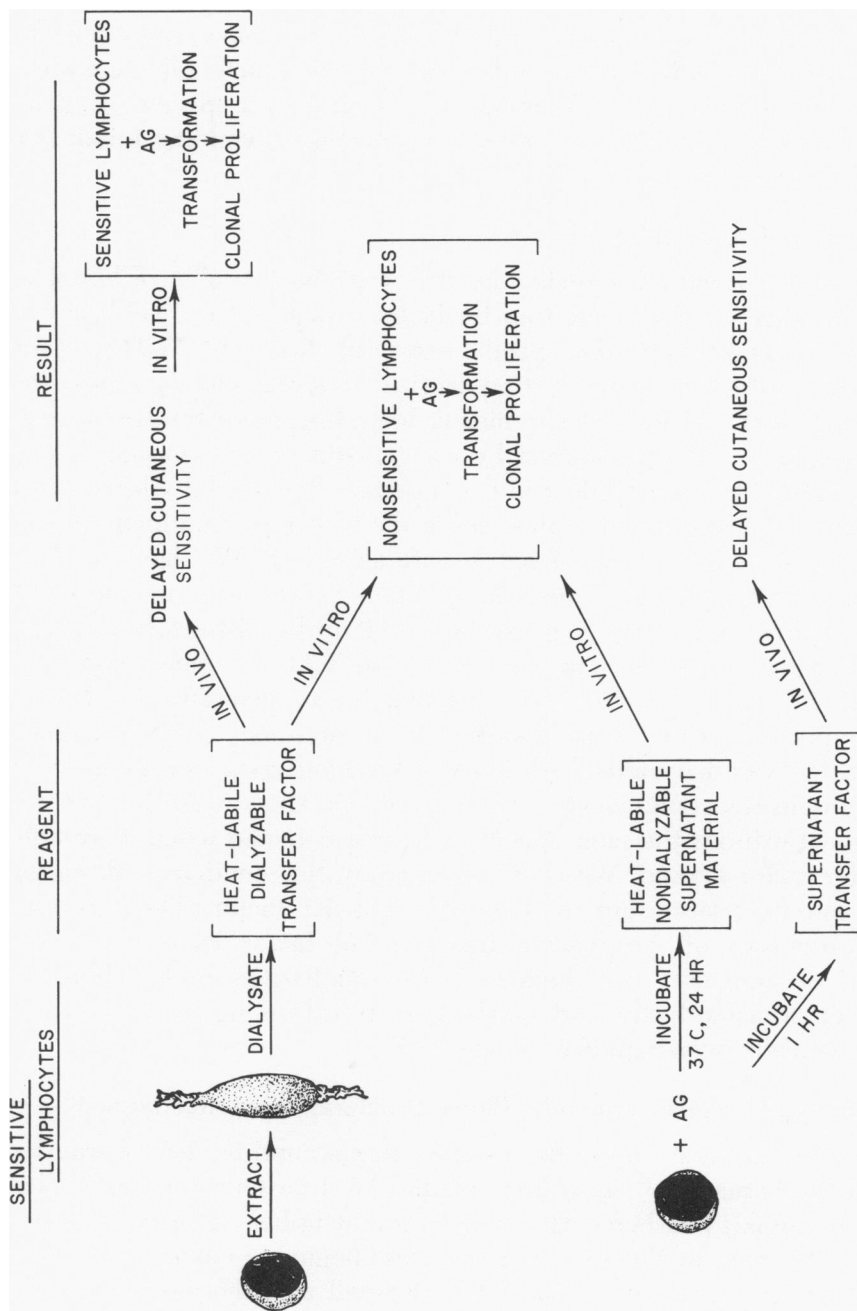 SENSITIVE
LYMPHOCYTES
REAGENT
RESULT
EXTRACT
DIALYSATE
HEAT-LABILE
DIALYZABLE
TRANSFER FACTOR
IN VIVO
DELAYED CUTANEOUS
SENSITIVITY
IN VITRO
SENSITIVE LYMPHOCYTES
+
AG
TRANSFORMATION
CLONAL PROLIFERATION
IN VITRO
NONSENSITIVE LYMPHOCYTES
+
AG
TRANSFORMATION
CLONAL PROLIFERATION
+ AG
INCUBATE
37 C, 24 HR
HEAT-LABILE
NONDIALYZABLE
SUPERNATANT
MATERIAL
IN VITRO
INCUBATE
1 HR
SUPERNATANT
TRANSFER FACTOR
IN VIVO
DELAYED CUTANEOUS SENSITIVITY